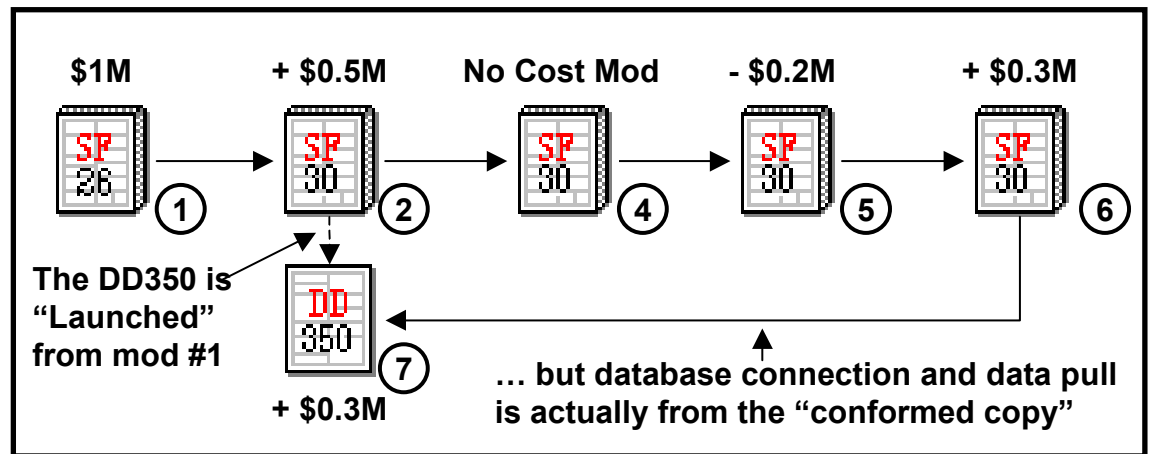 $1M
+ $0.5M
No Cost Mod
- $0.2M
+ $0.3M
SF
26
1
SF
30
2
SF
30
4
SF
30
5
SF
30
6
The DD350 is
“Launched”
from mod #1
DD
350
7
+ $0.3M
… but database connection and data pull
is actually from the “conformed copy”